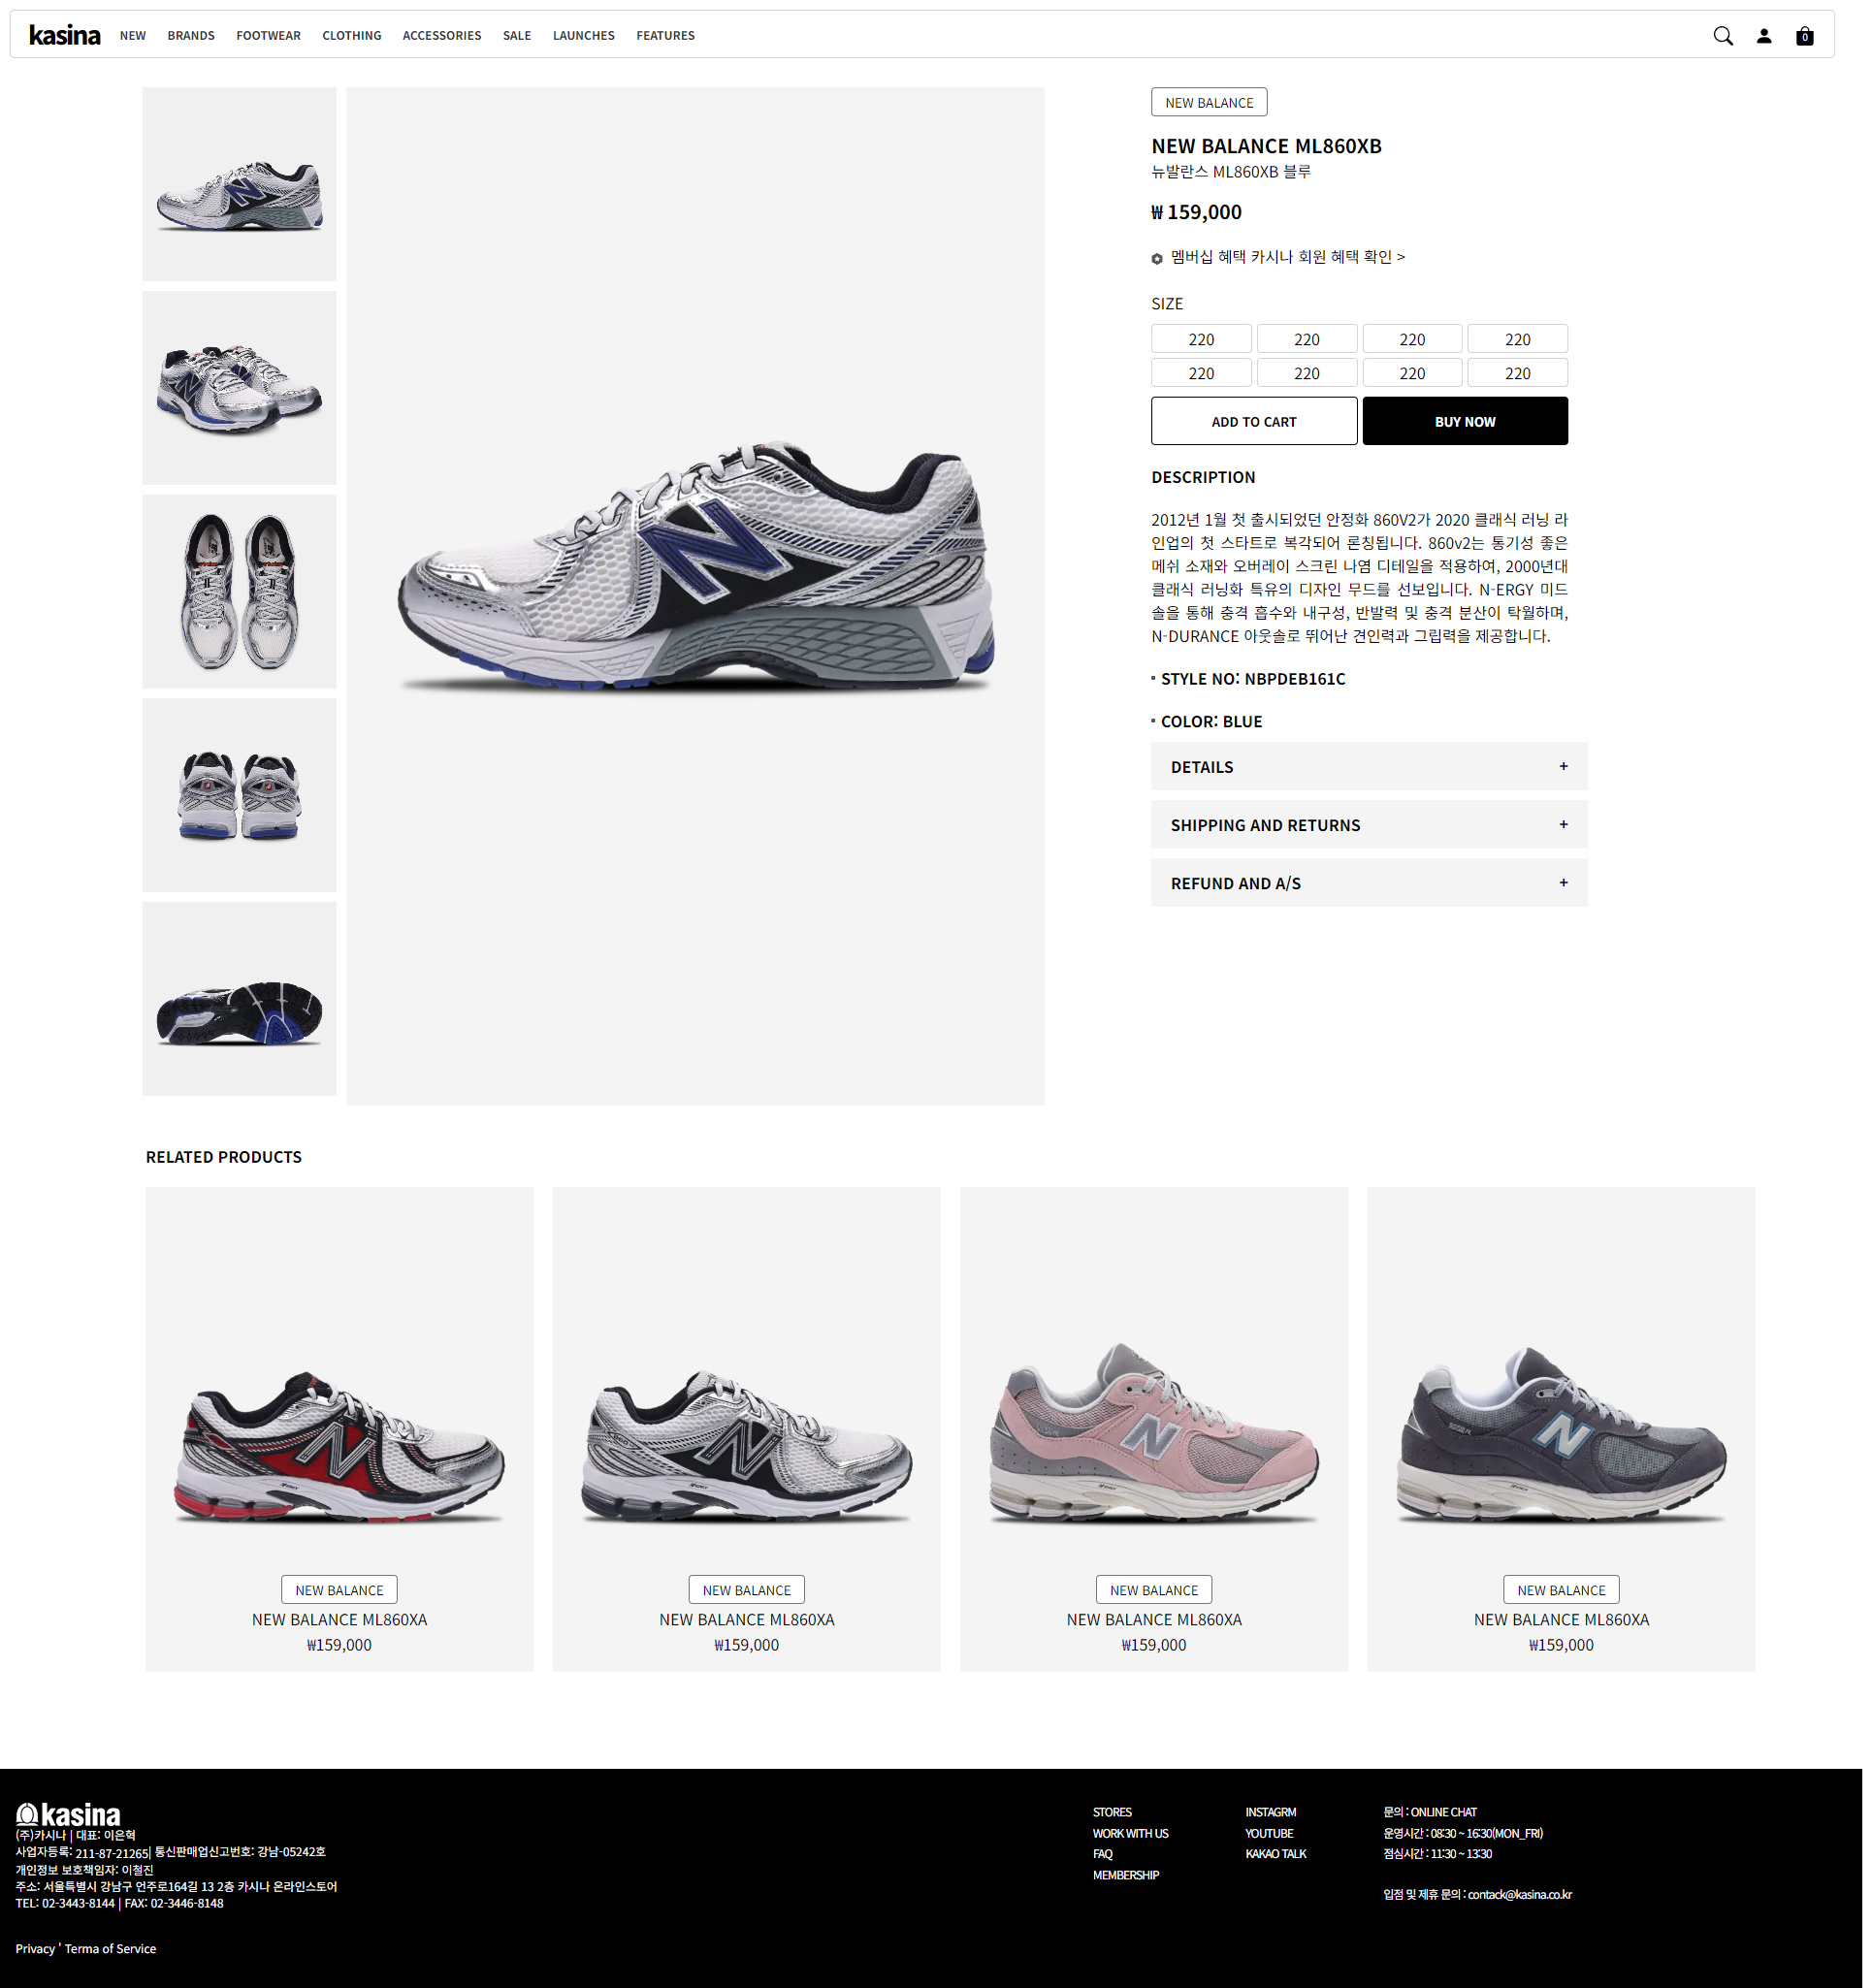 kasina NEW BRANDS FOOTWEAR CLOTHING ACCESSORIES SALE LAUNCHES FEATURES 0
NEW BALANCE
NEW BALANCE ML860XB
뉴발란스 ML860XB 블루
₩ 159,000
멤버십 혜택 카시나 회원 혜택 확인 >
SIZE
220 220 220 220
220 220 220 220
ADD TO CART BUY NOW
DESCRIPTION
2012년 1월 첫 출시되었던 안정화 860V2가 2020 클래식 러닝 라
인업의 첫 스타트로 복각되어 론칭됩니다. 860v2는 통기성 좋은
메쉬 소재와 오버레이 스크린 나염 디테일을 적용하여, 2000년대
클래식 러닝화 특유의 디자인 무드를 선보입니다. N-ERGY 미드
솔을 통해 충격 흡수와 내구성, 반발력 및 충격 분산이 탁월하며,
N-DURANCE 아웃솔로 뛰어난 견인력과 그립력을 제공합니다.
STYLE NO: NBPDEB161C
COLOR: BLUE
DETAILS +
SHIPPING AND RETURNS +
REFUND AND A/S +
RELATED PRODUCTS
NEW BALANCE
NEW BALANCE ML860XA
₩159,000
NEW BALANCE
NEW BALANCE ML860XA
₩159,000
NEW BALANCE
NEW BALANCE ML860XA
₩159,000
NEW BALANCE
NEW BALANCE ML860XA
₩159,000
kasina
(주)카시나 | 대표: 이은혁
사업자등록: 211-87-21265| 통신판매업신고번호: 강남-05242호
개인정보 보호책임자: 이철진
주소: 서울특별시 강남구 언주로164길 13 2층 카시나 온라인스토어
TEL: 02-3443-8144 | FAX: 02-3446-8148
Privacy ' Terma of Service
STORES
WORK WITH US
FAQ
MEMBERSHIP
INSTAGRM
YOUTUBE
KAKAO TALK
문의 : ONLINE CHAT
운영시간 : 08:30 ~ 16:30(MON_FRI)
점심시간 : 11:30 ~ 13:30
입점 및 제휴 문의 : contack@kasina.co.kr